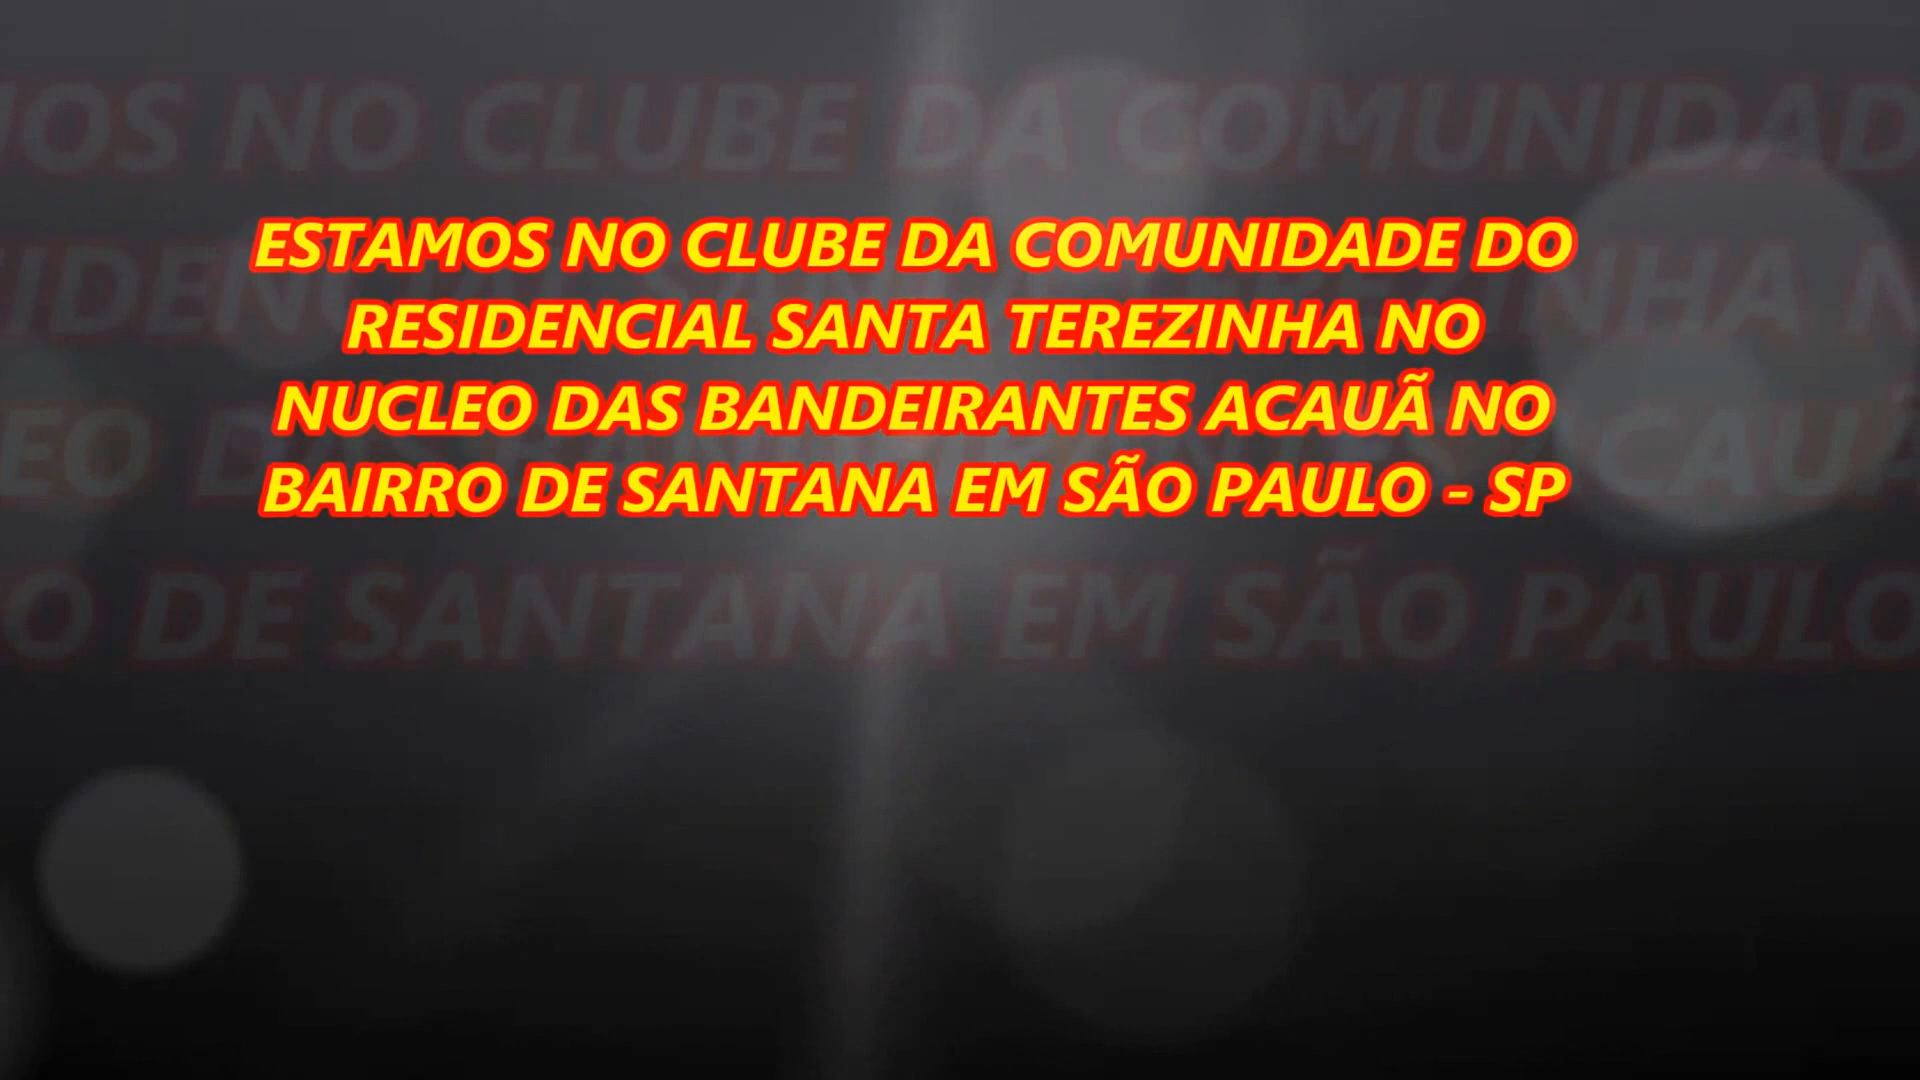 ESTAMOS NO CLUBE DA COMUNIDADE DO
RESIDENCIAL SANTA TEREZINHA NO
NUCLEO DAS BANDEIRANTES ACAUÃ NO
BAIRRO DE SANTANA EM SÃO PAULO - SP